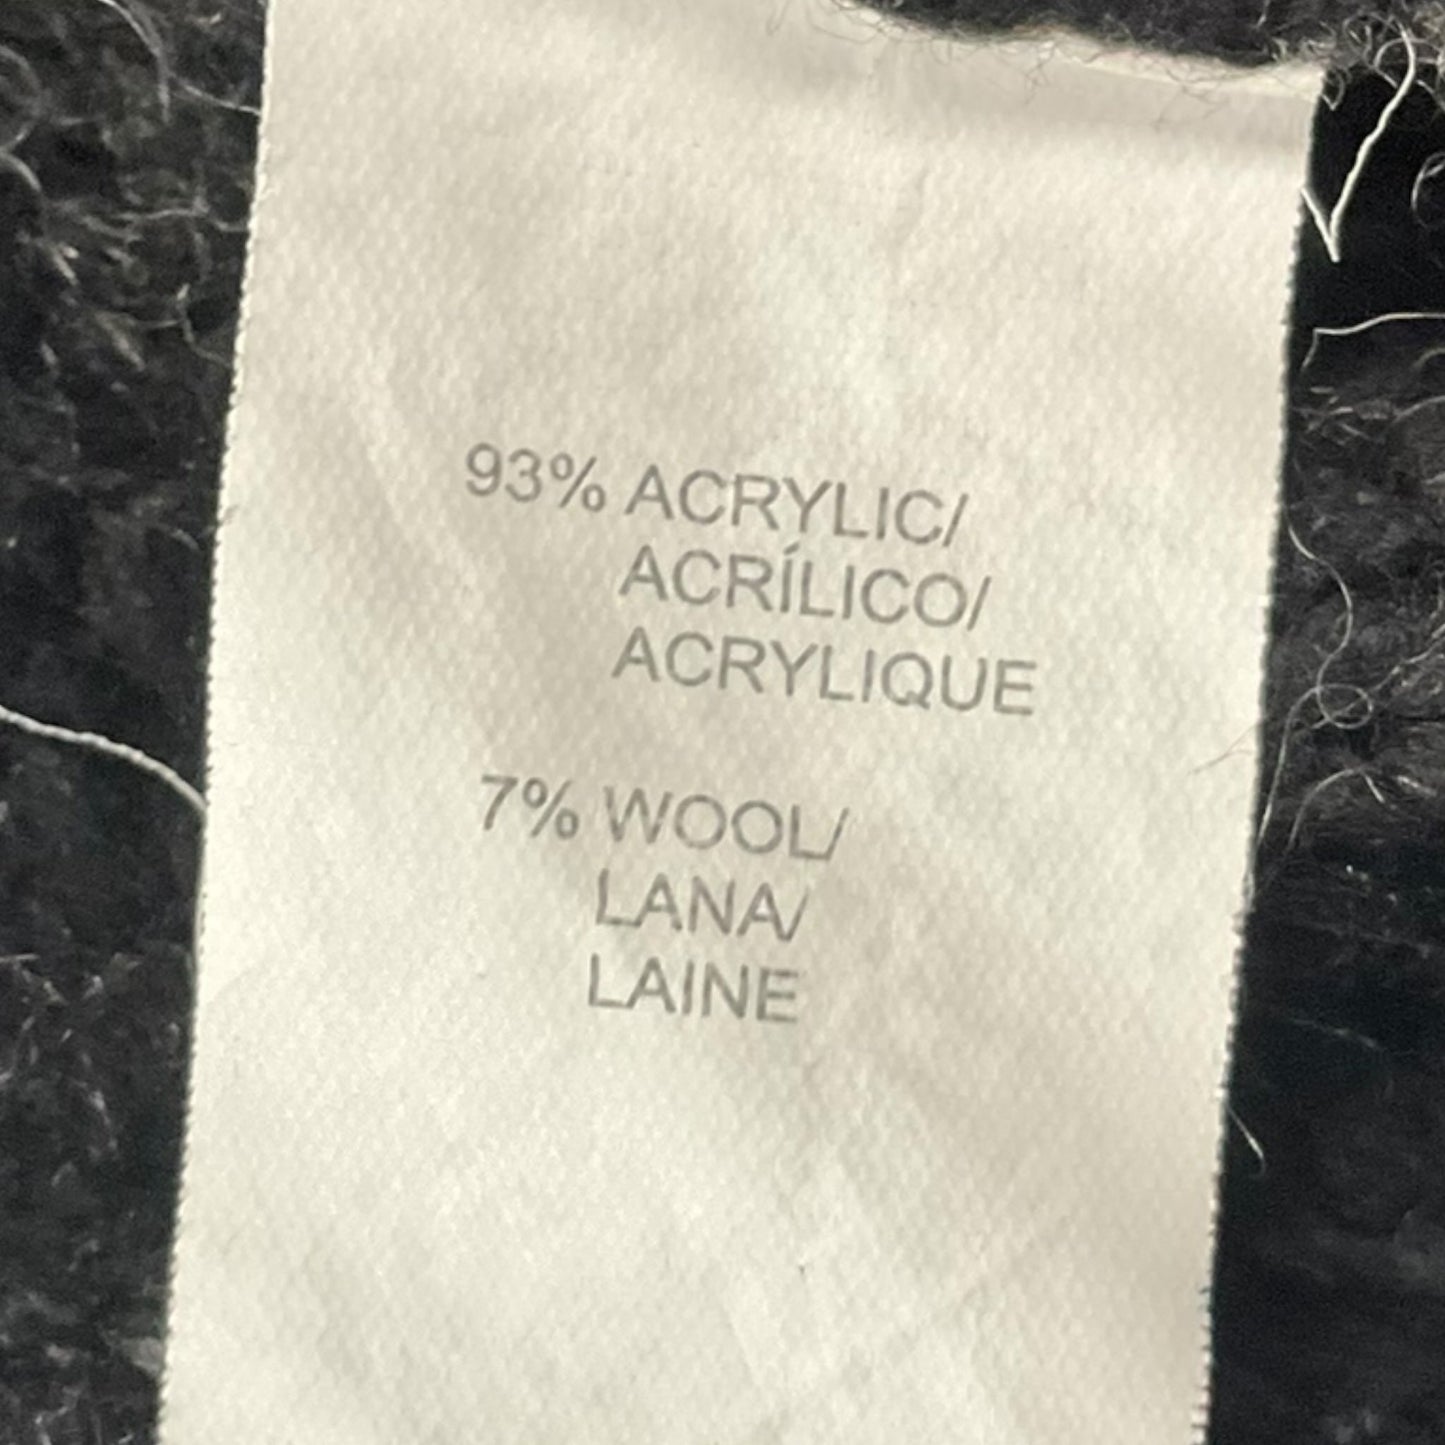 93% ACRYLIC/
ACRÍLICO/
ACRYLIQUE
7% WOOL/
LANA/
LAINE